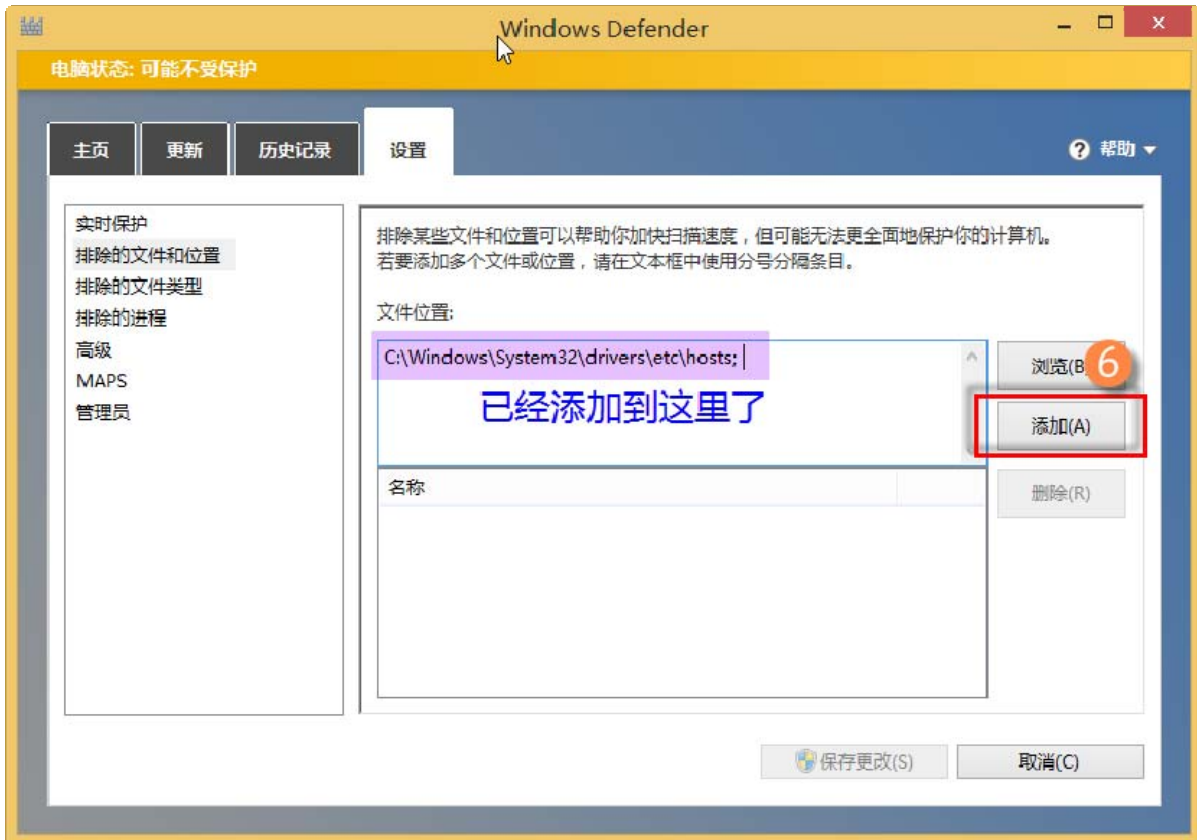 Windows Defender
电脑状态: 可能不受保护
主页
更新
历史记录
设置
帮助
实时保护
排除的文件和位置
排除的文件类型
排除的进程
高级
MAPS
管理员
排除某些文件和位置可以帮助你加快扫描速度，但可能无法更全面地保护你的计算机。
若要添加多个文件或位置，请在文本框中使用分号分隔条目。
文件位置:
C:\Windows\System32\drivers\etc\hosts;
已经添加到这里了
浏览(B
6
添加(A)
名称
删除(R)
保存更改(S)
取消(C)